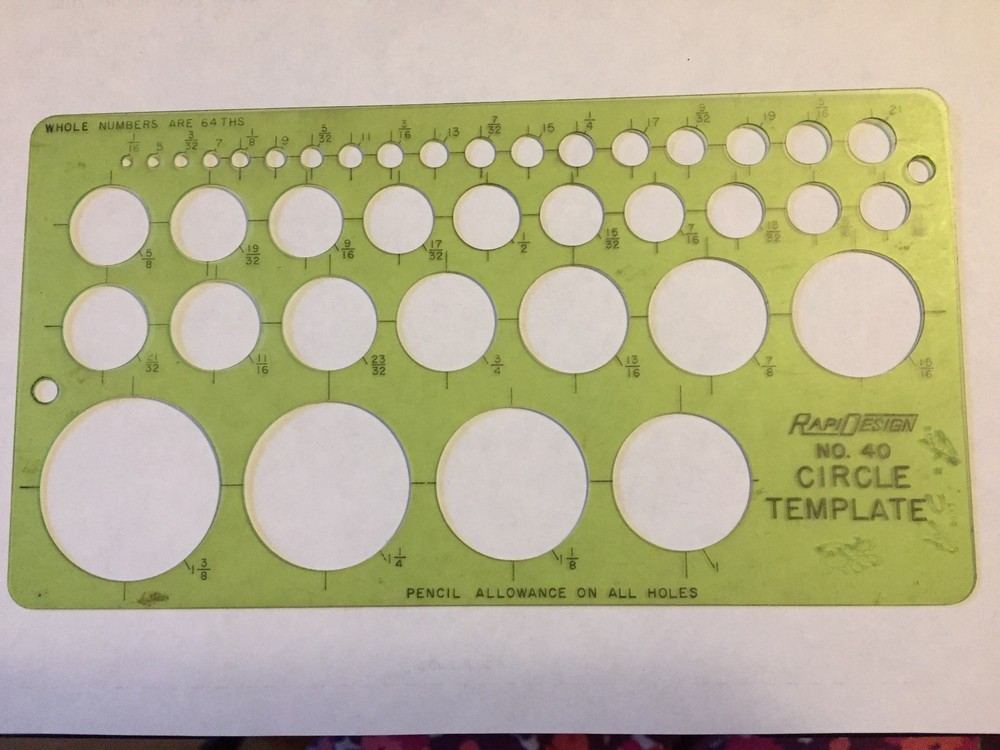 WHOLE NUMBERS ARE 64THS
1/16 5 3/32 7 1/8 9 5/32 11 3/16 13 7/32 15 1/4 17 9/32 19 5/16 21
5/8 19/32 9/16 17/32 1/2 15/32 7/16 13/32
21/32 11/16 23/32 3/4 13/16 7/8 15/16
1 3/8 1 1/4 1 1/8 1
RAPIDESIGN
NO. 40
CIRCLE
TEMPLATE
PENCIL ALLOWANCE ON ALL HOLES